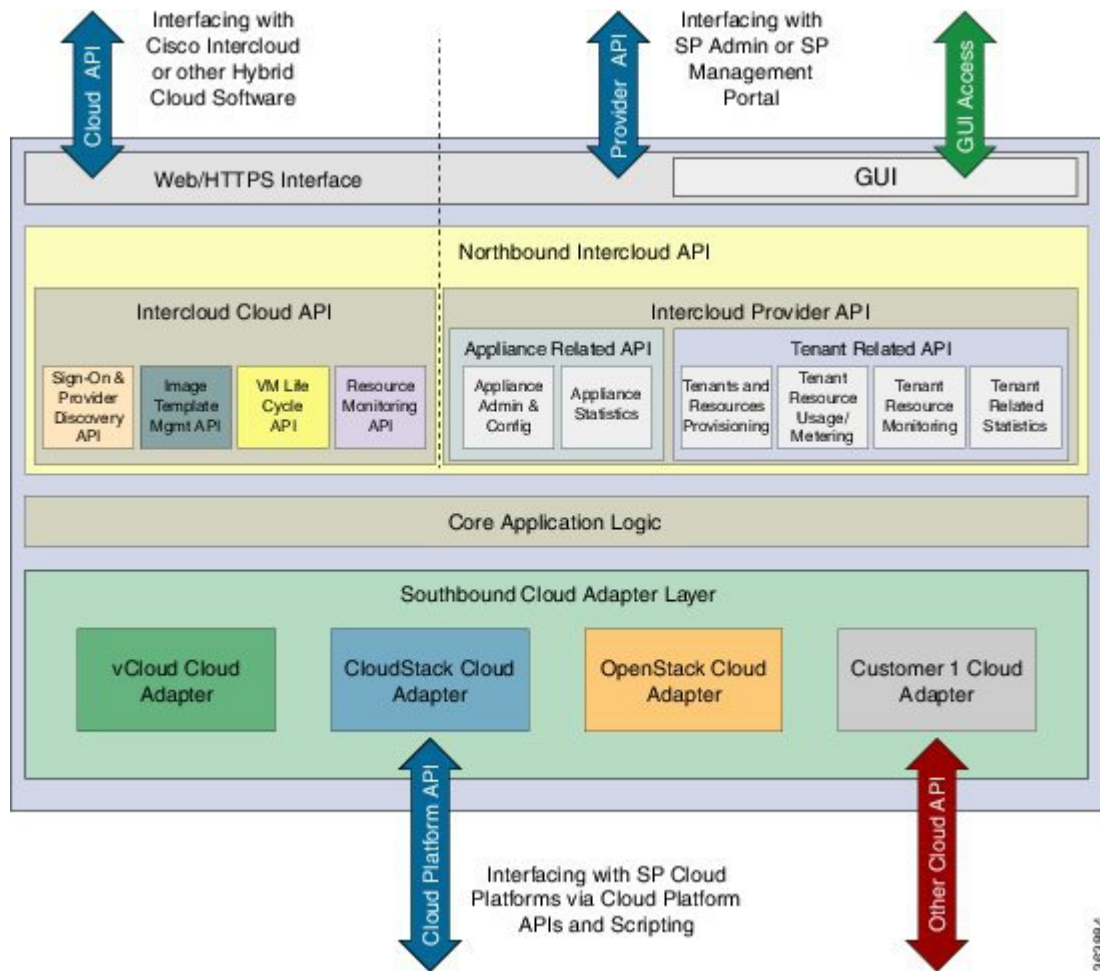 Cloud API
Interfacing with
Cisco Intercloud
or other Hybrid
Cloud Software
Provider API
Interfacing with
SP Admin or SP
Management
Portal
GUI Access
Web/HTTPS Interface
GUI
Northbound Intercloud API
Intercloud Cloud API
Sign-On &
Provider
Discovery
API
Image
Template
Mgmt API
VM Life
Cycle
API
Resource
Monitoring
API
Intercloud Provider API
Appliance Related API
Appliance
Admin &
Config
Appliance
Statistics
Tenant Related API
Tenants and
Resources
Provisioning
Tenant
Resource
Usage/
Metering
Tenant
Resource
Monitoring
Tenant
Related
Statistics
Core Application Logic
Southbound Cloud Adapter Layer
vCloud Cloud
Adapter
CloudStack Cloud
Adapter
OpenStack Cloud
Adapter
Customer 1 Cloud
Adapter
Cloud Platform API
Interfacing with SP Cloud
Platforms via Cloud Platform
APIs and Scripting
Other Cloud API